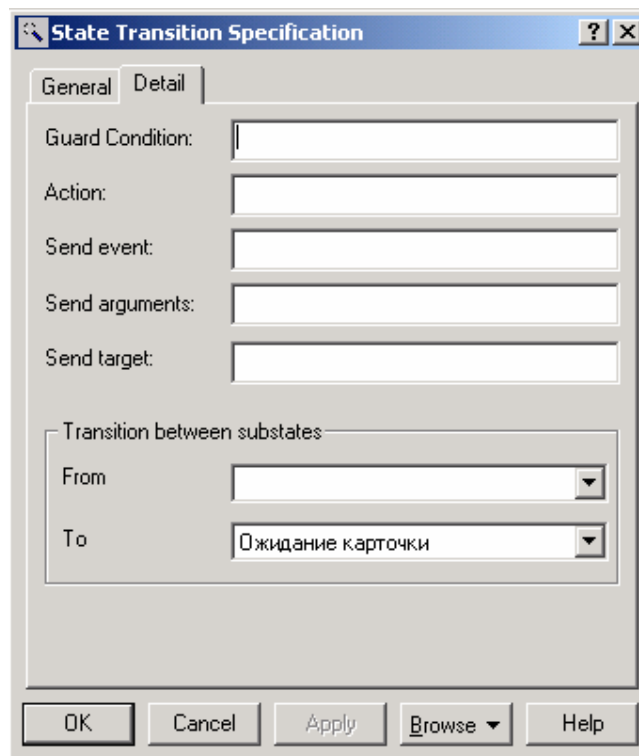 State Transition Specification
General Detail
Guard Condition:
Action:
Send event:
Send arguments:
Send target:
Transition between substates
From
To Ожидание карточки
OK Cancel Apply Browse Help